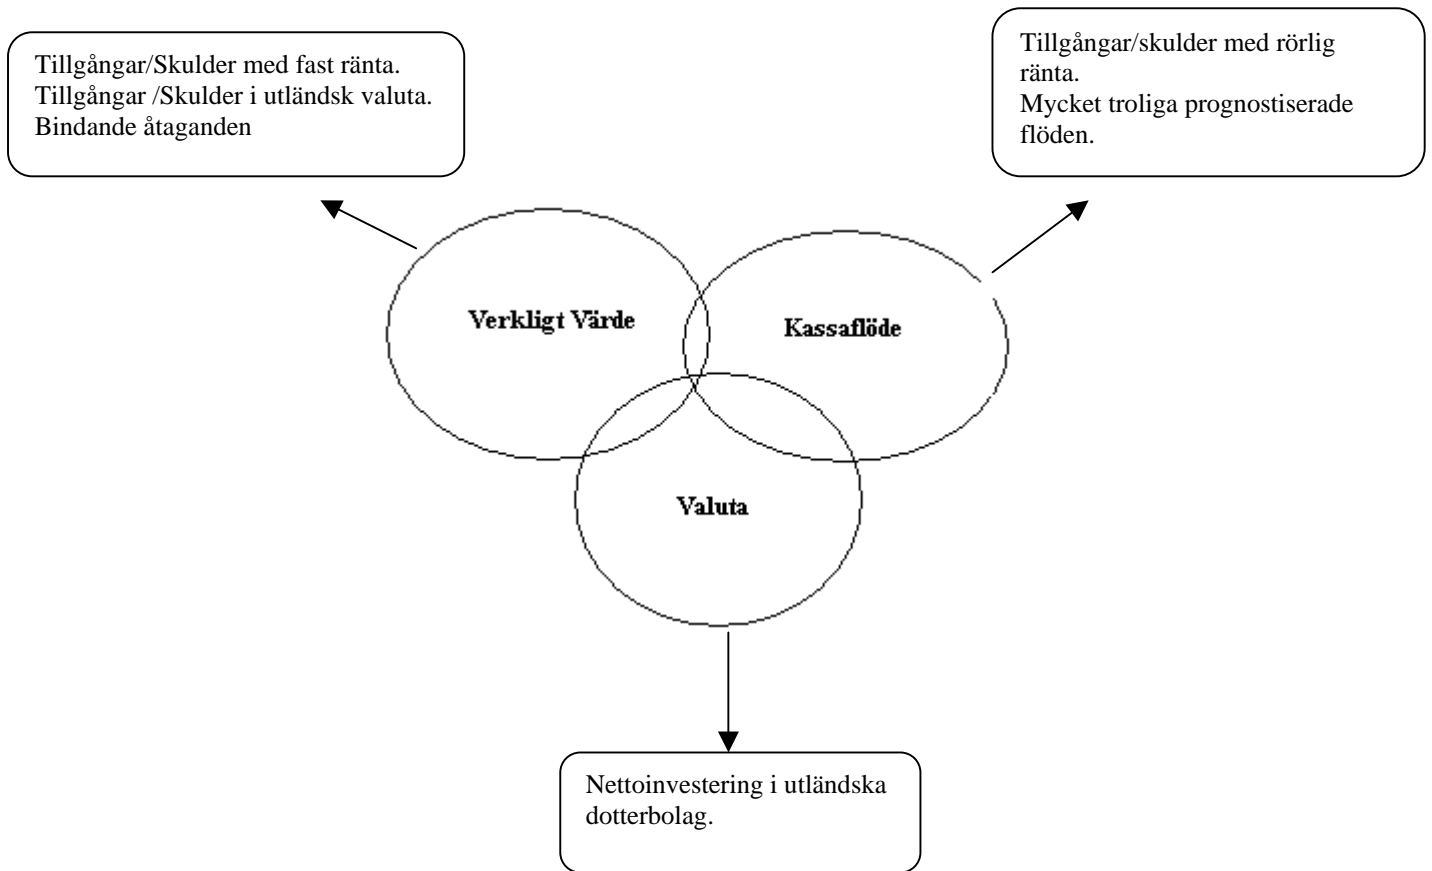 Tillgångar/Skulder med fast ränta.
Tillgångar /Skulder i utländsk valuta.
Bindande åtaganden
Tillgångar/skulder med rörlig
ränta.
Mycket troliga prognostiserade
flöden.
Verkligt Värde
Kassaflöde
Valuta
Nettoinvestering i utländska
dotterbolag.